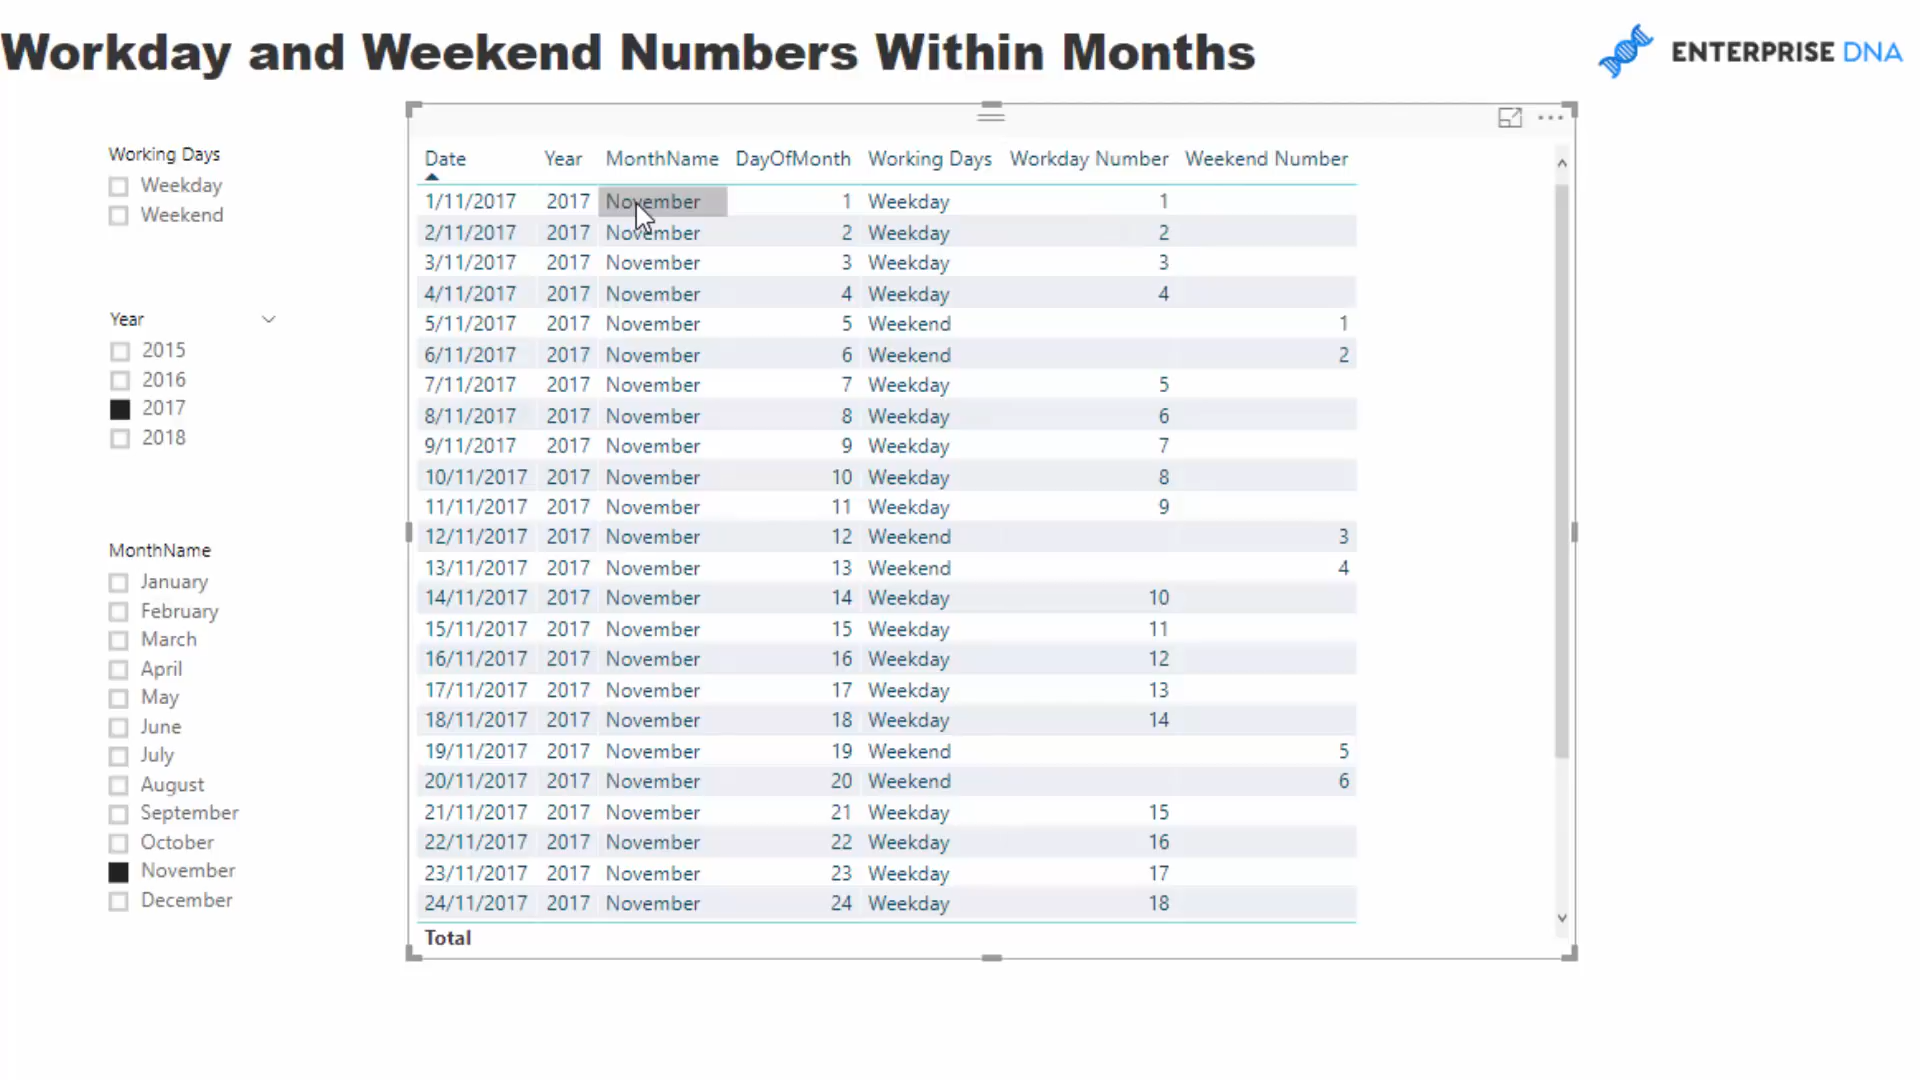 Workday and Weekend Numbers Within Months
ENTERPRISE DNA
Working Days
Weekday
Weekend
Year
2015
2016
2017
2018
MonthName
January
February
March
April
May
June
July
August
September
October
November
December
Date Year MonthName DayOfMonth Working Days Workday Number Weekend Number
1/11/2017 2017 November 1 Weekday 1
2/11/2017 2017 November 2 Weekday 2
3/11/2017 2017 November 3 Weekday 3
4/11/2017 2017 November 4 Weekday 4
5/11/2017 2017 November 5 Weekend 1
6/11/2017 2017 November 6 Weekend 2
7/11/2017 2017 November 7 Weekday 5
8/11/2017 2017 November 8 Weekday 6
9/11/2017 2017 November 9 Weekday 7
10/11/2017 2017 November 10 Weekday 8
11/11/2017 2017 November 11 Weekday 9
12/11/2017 2017 November 12 Weekend 3
13/11/2017 2017 November 13 Weekend 4
14/11/2017 2017 November 14 Weekday 10
15/11/2017 2017 November 15 Weekday 11
16/11/2017 2017 November 16 Weekday 12
17/11/2017 2017 November 17 Weekday 13
18/11/2017 2017 November 18 Weekday 14
19/11/2017 2017 November 19 Weekend 5
20/11/2017 2017 November 20 Weekend 6
21/11/2017 2017 November 21 Weekday 15
22/11/2017 2017 November 22 Weekday 16
23/11/2017 2017 November 23 Weekday 17
24/11/2017 2017 November 24 Weekday 18
Total